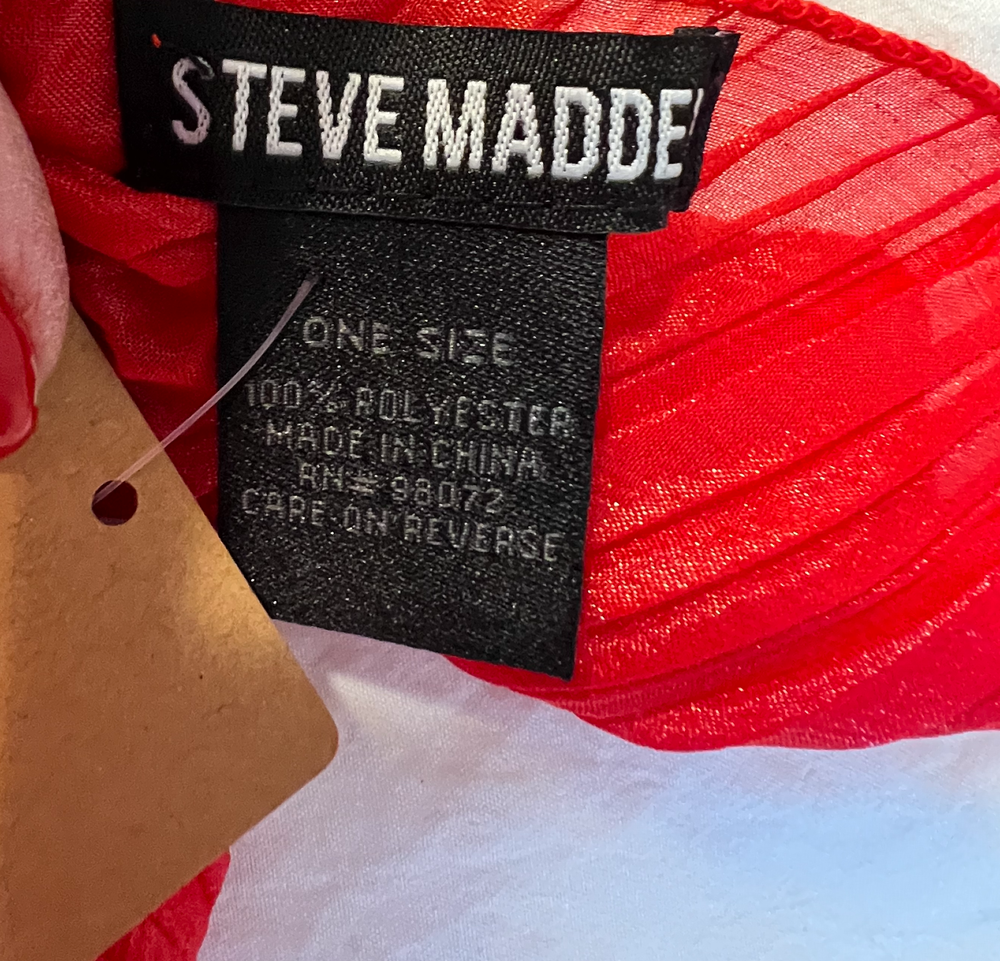 STEVE MADDE
ONE SIZE
100% POLYESTER
MADE IN CHINA
RN# 98072
CARE ON REVERSE